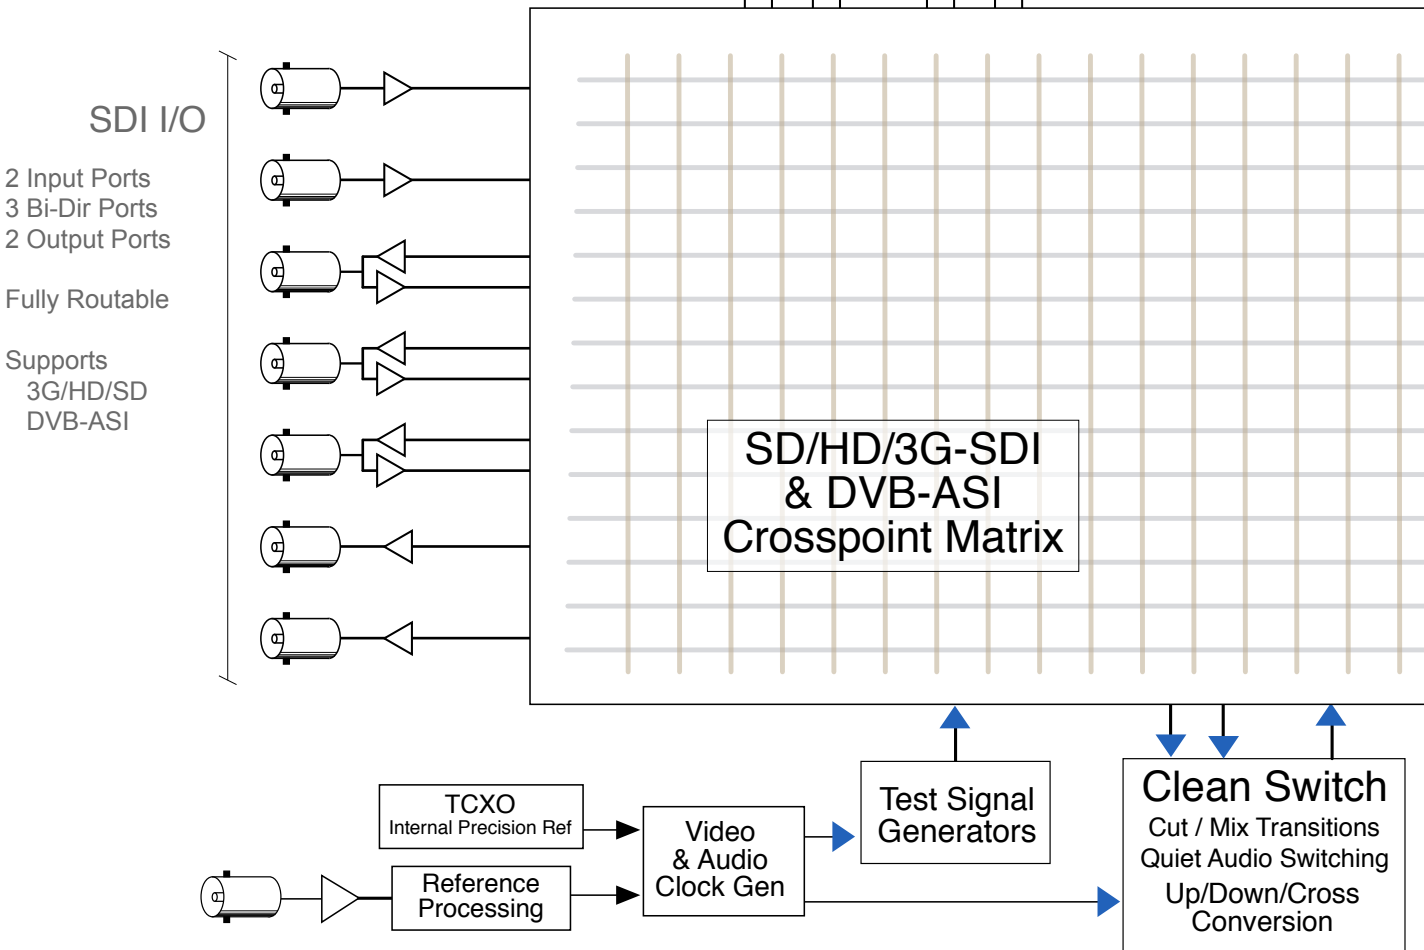 SDI I/O
2 Input Ports
3 Bi-Dir Ports
2 Output Ports
Fully Routable
Supports
3G/HD/SD
DVB-ASI
SD/HD/3G-SDI
& DVB-ASI
Crosspoint Matrix
TCXO
Internal Precision Ref
Reference
Processing
Video
& Audio
Clock Gen
Test Signal
Generators
Clean Switch
Cut / Mix Transitions
Quiet Audio Switching
Up/Down/Cross
Conversion